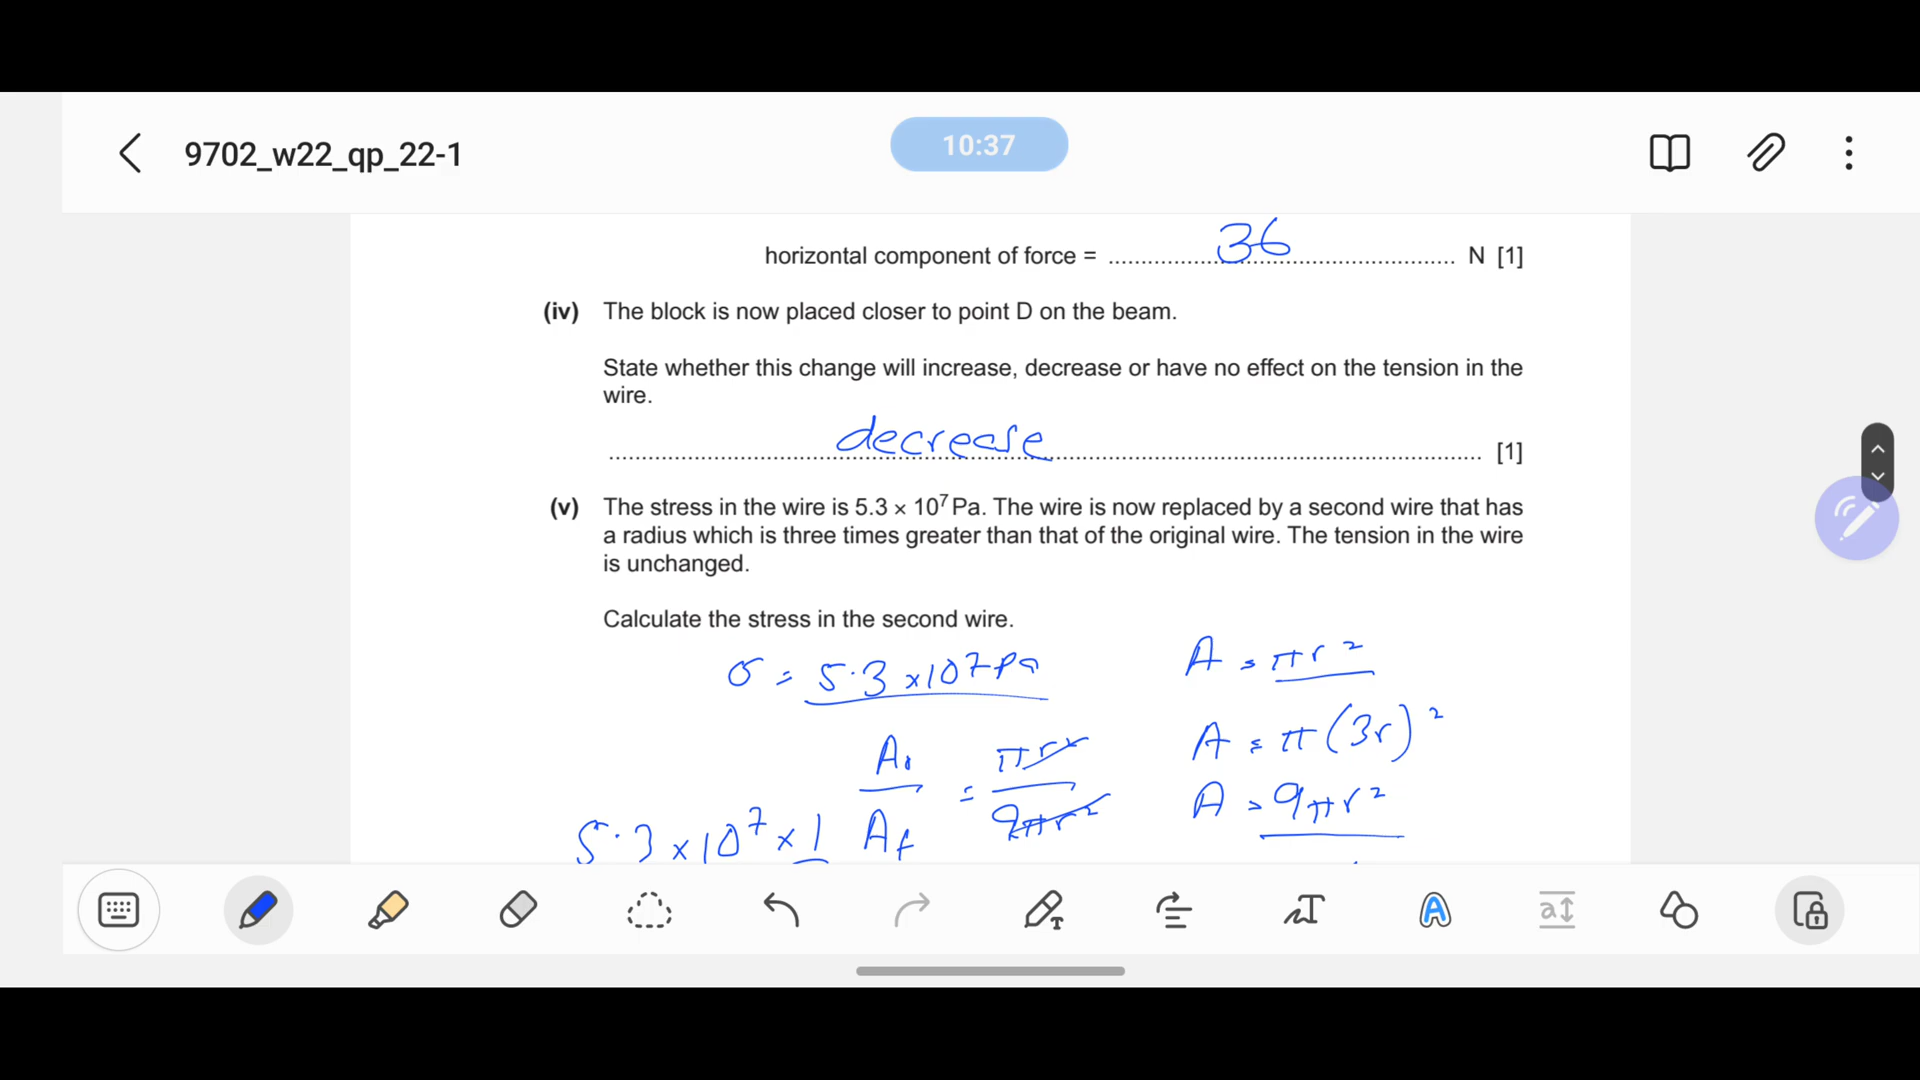 9702_w22_qp_22-1
10:37
horizontal component of force = 36 N [1]
(iv) The block is now placed closer to point D on the beam.
State whether this change will increase, decrease or have no effect on the tension in the
wire.
decrease [1]
(v) The stress in the wire is 5.3 × 10⁷ Pa. The wire is now replaced by a second wire that has
a radius which is three times greater than that of the original wire. The tension in the wire
is unchanged.
Calculate the stress in the second wire.
σ = 5.3 × 10⁷ Pa
A = πr²
A = π(3r)²
A = 9πr²
5.3 × 10⁷ × 1